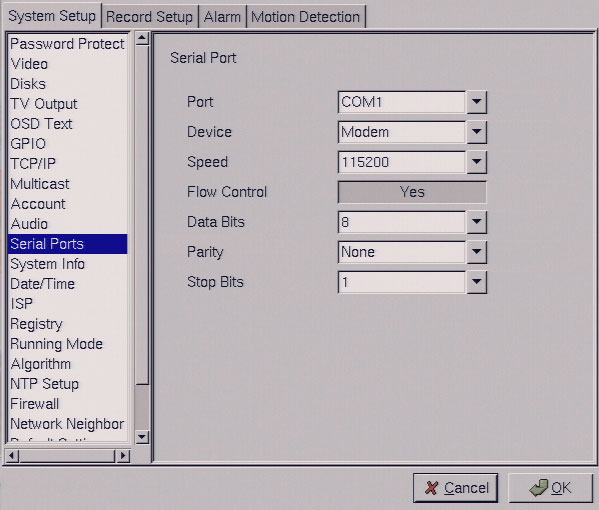 System Setup Record Setup Alarm Motion Detection
Password Protect
Video
Disks
TV Output
OSD Text
GPIO
TCP/IP
Multicast
Account
Audio
Serial Ports
System Info
Date/Time
ISP
Registry
Running Mode
Algorithm
NTP Setup
Firewall
Network Neighbor
Serial Port
Port COM1
Device Modem
Speed 115200
Flow Control Yes
Data Bits 8
Parity None
Stop Bits 1
Cancel OK